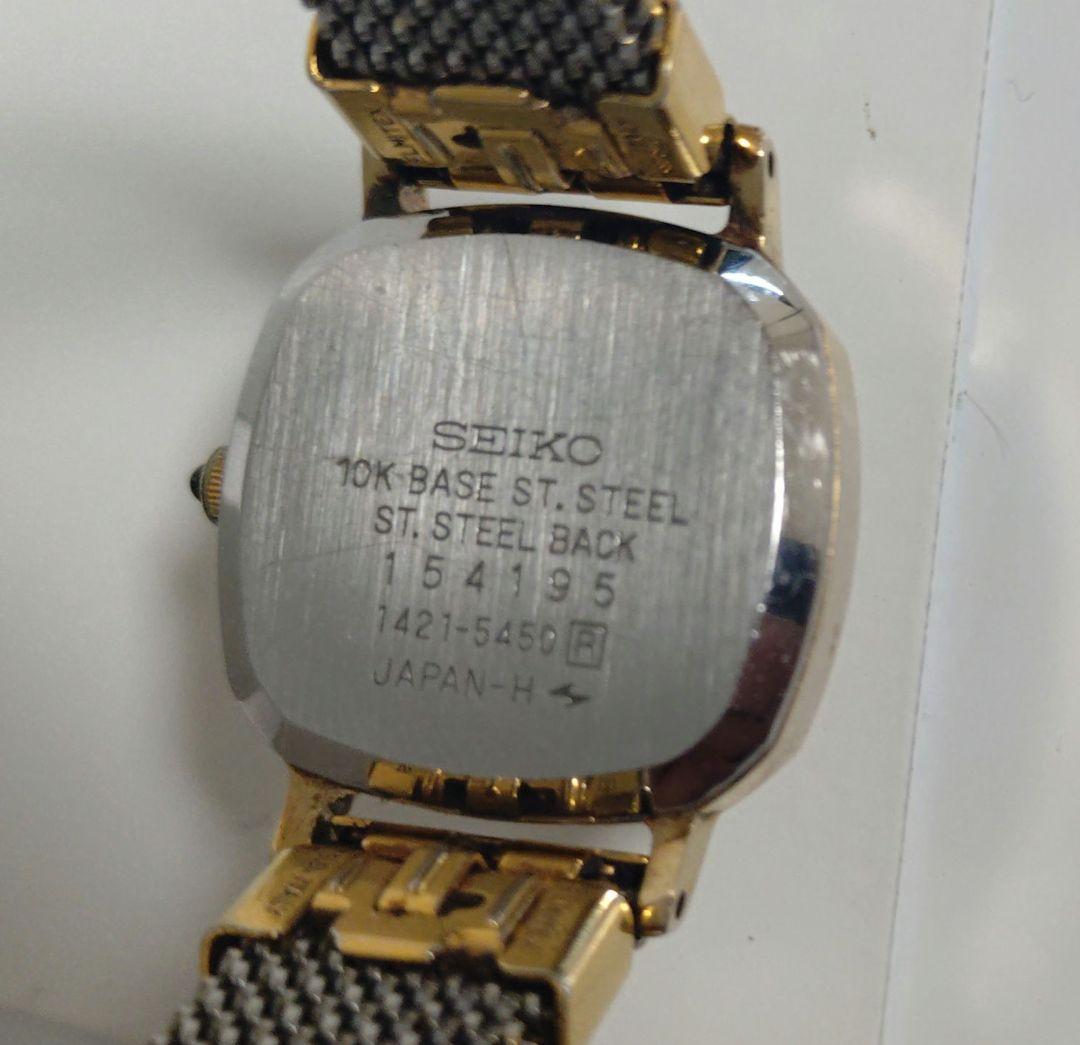 SEIKO
10K BASE ST. STEEL
ST. STEEL BACK
154195
1421-5450 R
JAPAN-H